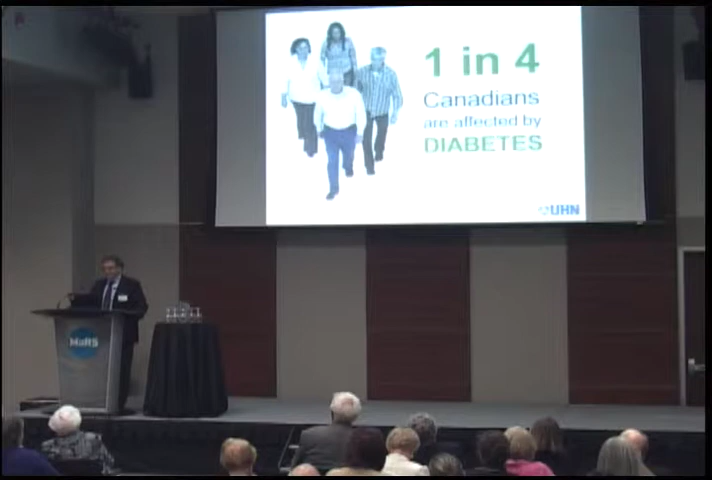 1 in 4
Canadians
are affected by
DIABETES
UHN
MaRS